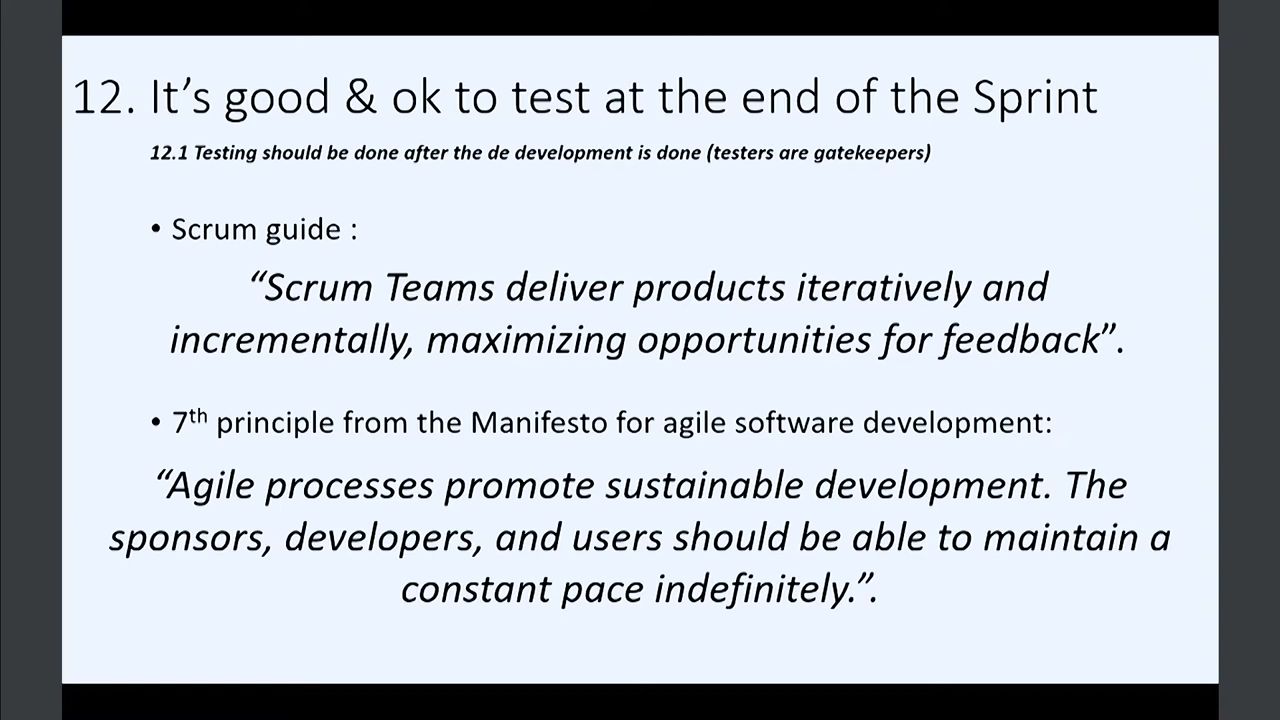 12. It’s good & ok to test at the end of the Sprint
12.1 Testing should be done after the de development is done (testers are gatekeepers)
• Scrum guide :
“Scrum Teams deliver products iteratively and
incrementally, maximizing opportunities for feedback”.
• 7th principle from the Manifesto for agile software development:
“Agile processes promote sustainable development. The
sponsors, developers, and users should be able to maintain a
constant pace indefinitely.”.